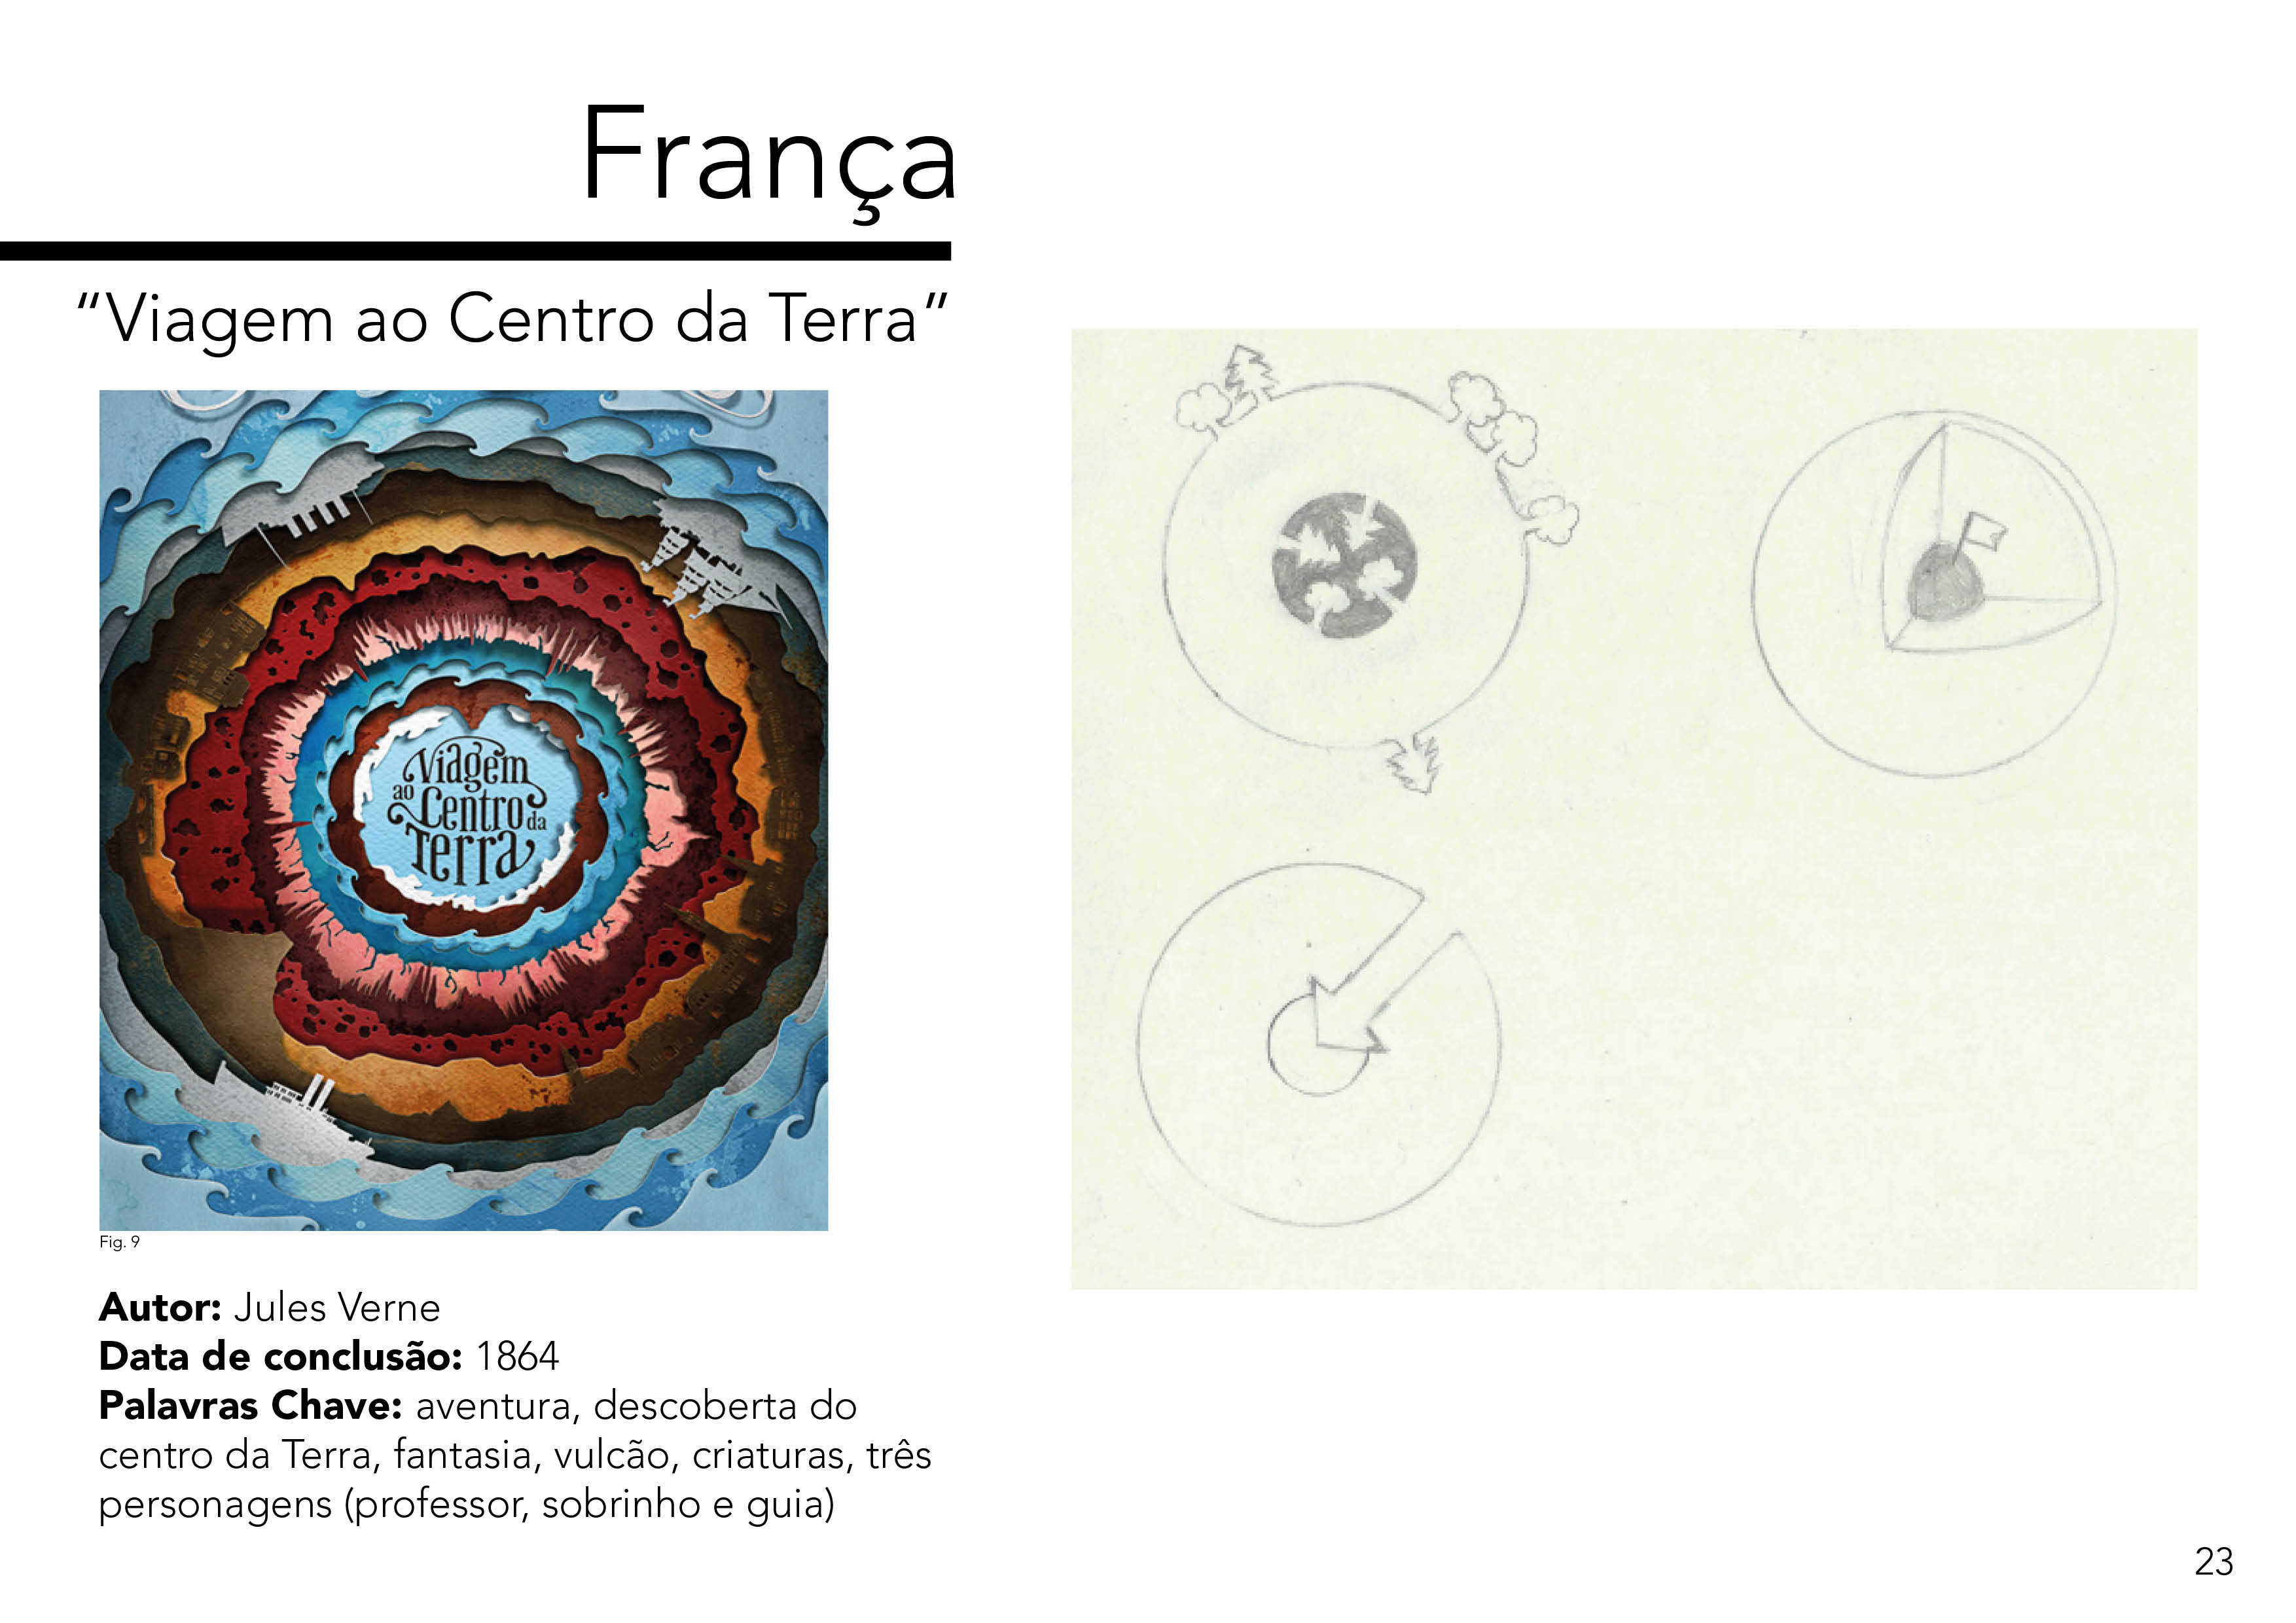 França
“Viagem ao Centro da Terra”
Viagem
ao Centro da
Terra
Fig. 9
Autor: Jules Verne
Data de conclusão: 1864
Palavras Chave: aventura, descoberta do
centro da Terra, fantasia, vulcão, criaturas, três
personagens (professor, sobrinho e guia)
23